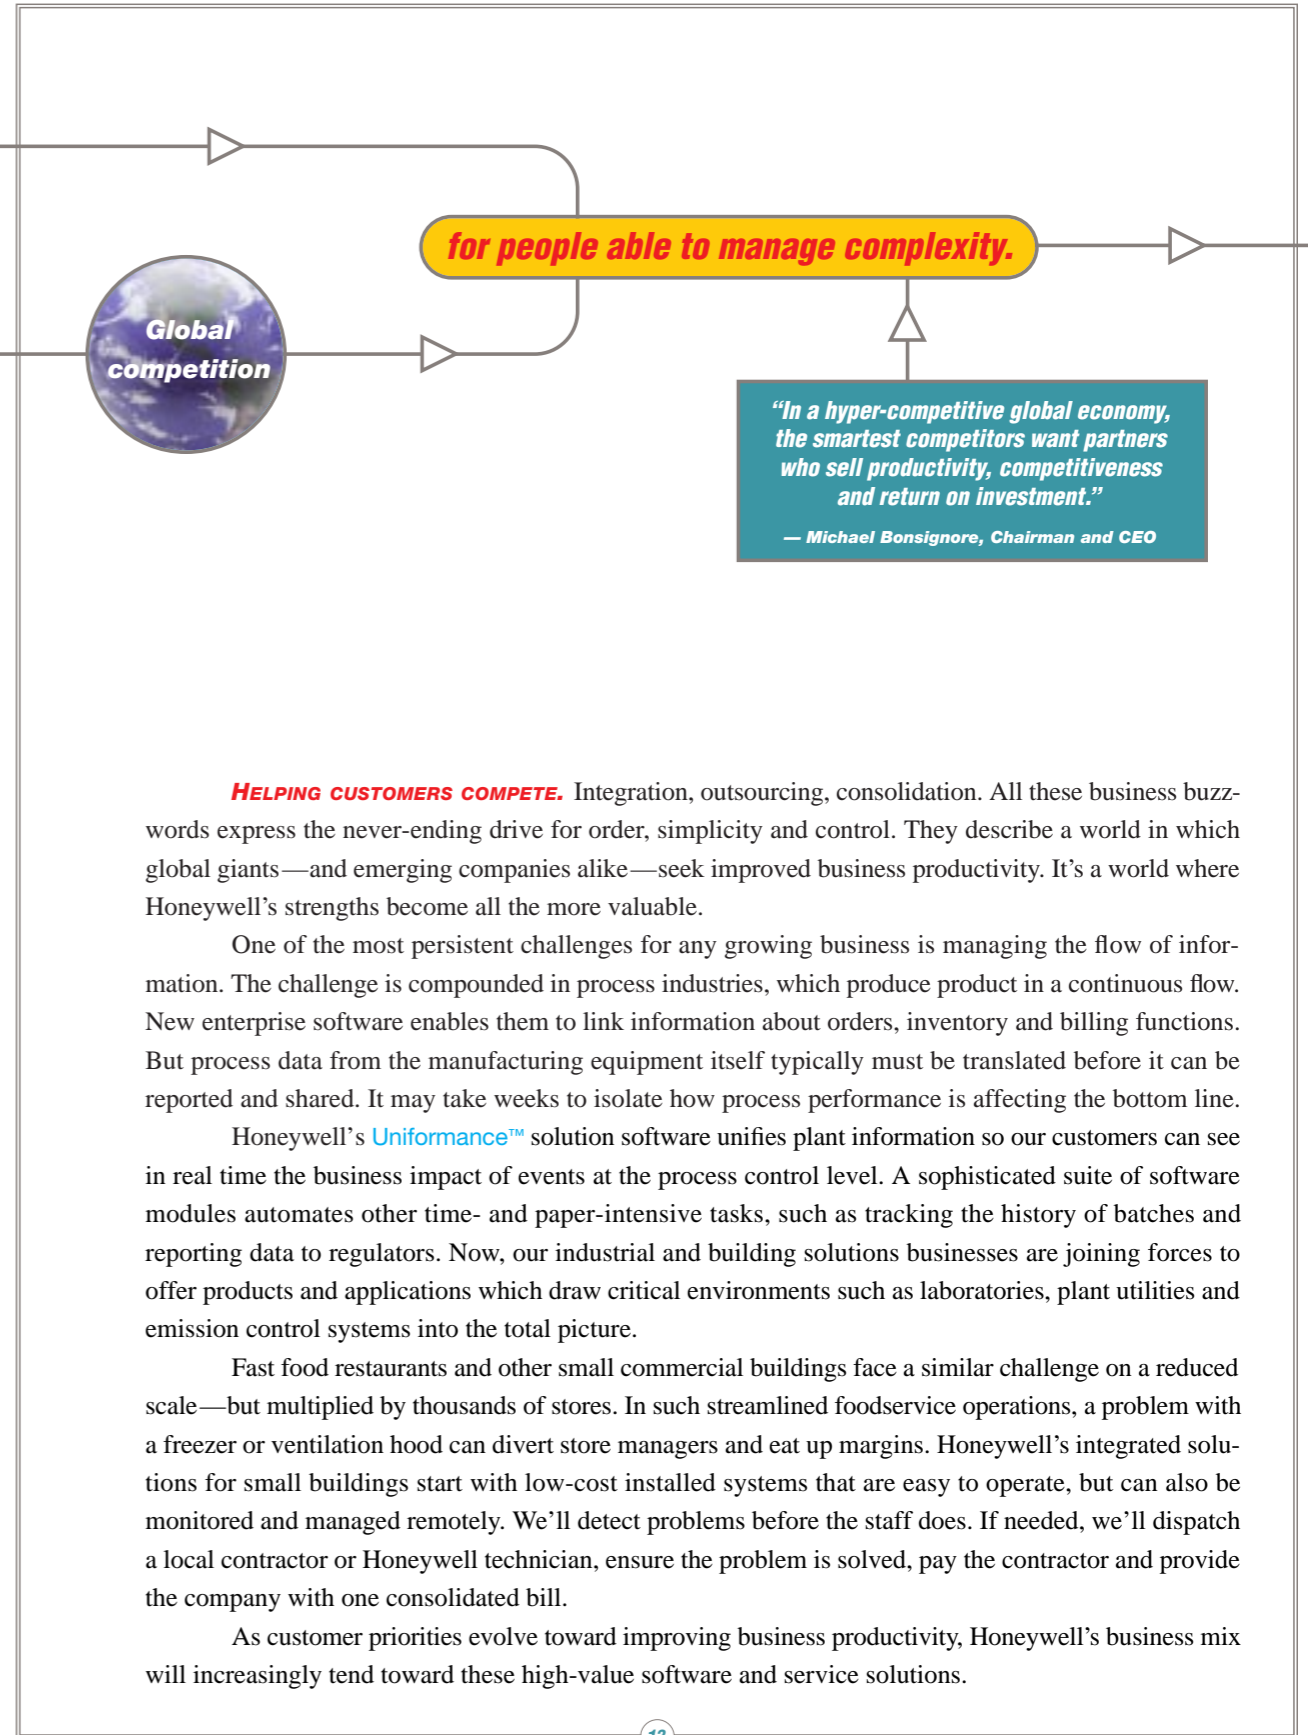 for people able to manage complexity.
Global
competition
“In a hyper-competitive global economy,
the smartest competitors want partners
who sell productivity, competitiveness
and return on investment.”
— Michael Bonsignore, Chairman and CEO
HELPING CUSTOMERS COMPETE. Integration, outsourcing, consolidation. All these business buzz-
words express the never-ending drive for order, simplicity and control. They describe a world in which
global giants—and emerging companies alike—seek improved business productivity. It’s a world where
Honeywell’s strengths become all the more valuable.
One of the most persistent challenges for any growing business is managing the flow of infor-
mation. The challenge is compounded in process industries, which produce product in a continuous flow.
New enterprise software enables them to link information about orders, inventory and billing functions.
But process data from the manufacturing equipment itself typically must be translated before it can be
reported and shared. It may take weeks to isolate how process performance is affecting the bottom line.
Honeywell’s Uniformance™ solution software unifies plant information so our customers can see
in real time the business impact of events at the process control level. A sophisticated suite of software
modules automates other time- and paper-intensive tasks, such as tracking the history of batches and
reporting data to regulators. Now, our industrial and building solutions businesses are joining forces to
offer products and applications which draw critical environments such as laboratories, plant utilities and
emission control systems into the total picture.
Fast food restaurants and other small commercial buildings face a similar challenge on a reduced
scale—but multiplied by thousands of stores. In such streamlined foodservice operations, a problem with
a freezer or ventilation hood can divert store managers and eat up margins. Honeywell’s integrated solu-
tions for small buildings start with low-cost installed systems that are easy to operate, but can also be
monitored and managed remotely. We’ll detect problems before the staff does. If needed, we’ll dispatch
a local contractor or Honeywell technician, ensure the problem is solved, pay the contractor and provide
the company with one consolidated bill.
As customer priorities evolve toward improving business productivity, Honeywell’s business mix
will increasingly tend toward these high-value software and service solutions.